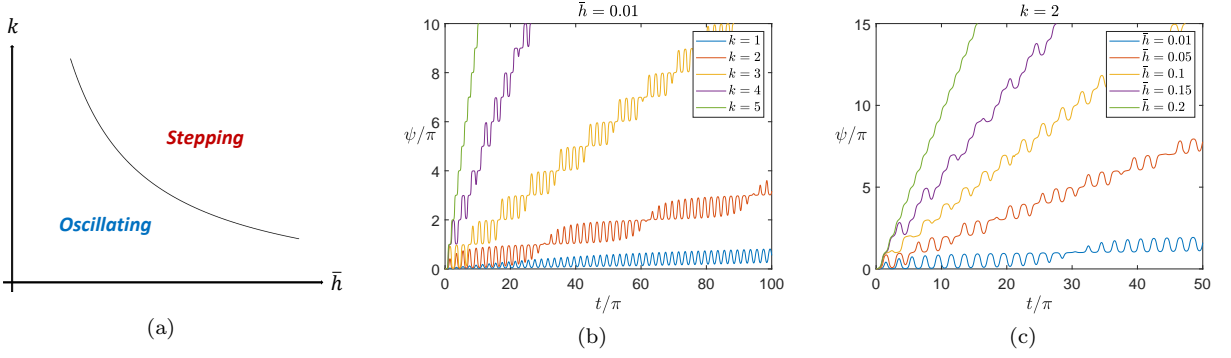 k
Stepping
Oscillating
h̄
(a)
h̄ = 0.01
10
8
6
ψ/π
4
2
0
k = 1
k = 2
k = 3
k = 4
k = 5
0 20 40 60 80 100
t/π
(b)
k = 2
15
10
ψ/π
5
0
h̄ = 0.01
h̄ = 0.05
h̄ = 0.1
h̄ = 0.15
h̄ = 0.2
0 10 20 30 40 50
t/π
(c)